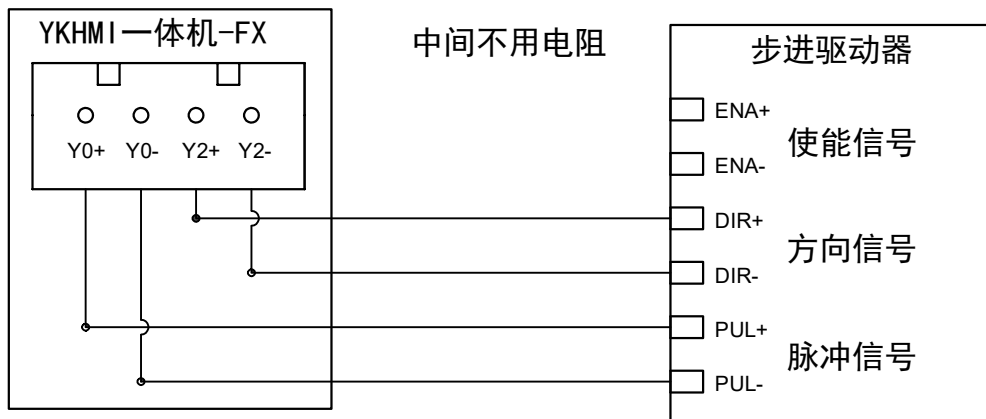 YKHMI一体机-FX
中间不用电阻
步进驱动器
Y0+ Y0- Y2+ Y2-
ENA+
使能信号
ENA-
DIR+
方向信号
DIR-
PUL+
脉冲信号
PUL-